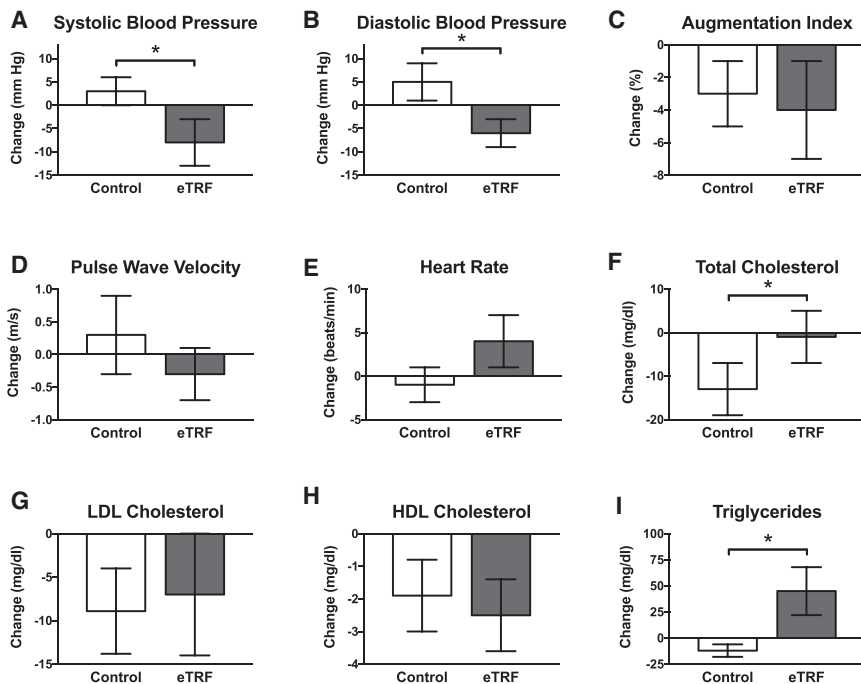 A Systolic Blood Pressure
*
Change (mm Hg)
10
5
0
-5
-10
-15
Control eTRF
B Diastolic Blood Pressure
*
Change (mm Hg)
10
5
0
-5
-10
-15
Control eTRF
C Augmentation Index
Change (%)
0
-2
-4
-6
-8
Control eTRF
D Pulse Wave Velocity
Change (m/s)
1.0
0.5
0.0
-0.5
-1.0
Control eTRF
E Heart Rate
Change (beats/min)
10
5
0
-5
Control eTRF
F Total Cholesterol
*
Change (mg/dl)
10
0
-10
-20
Control eTRF
G LDL Cholesterol
Change (mg/dl)
0
-5
-10
-15
Control eTRF
H HDL Cholesterol
Change (mg/dl)
0
-1
-2
-3
-4
Control eTRF
I Triglycerides
*
Change (mg/dl)
100
75
50
25
0
-25
Control eTRF